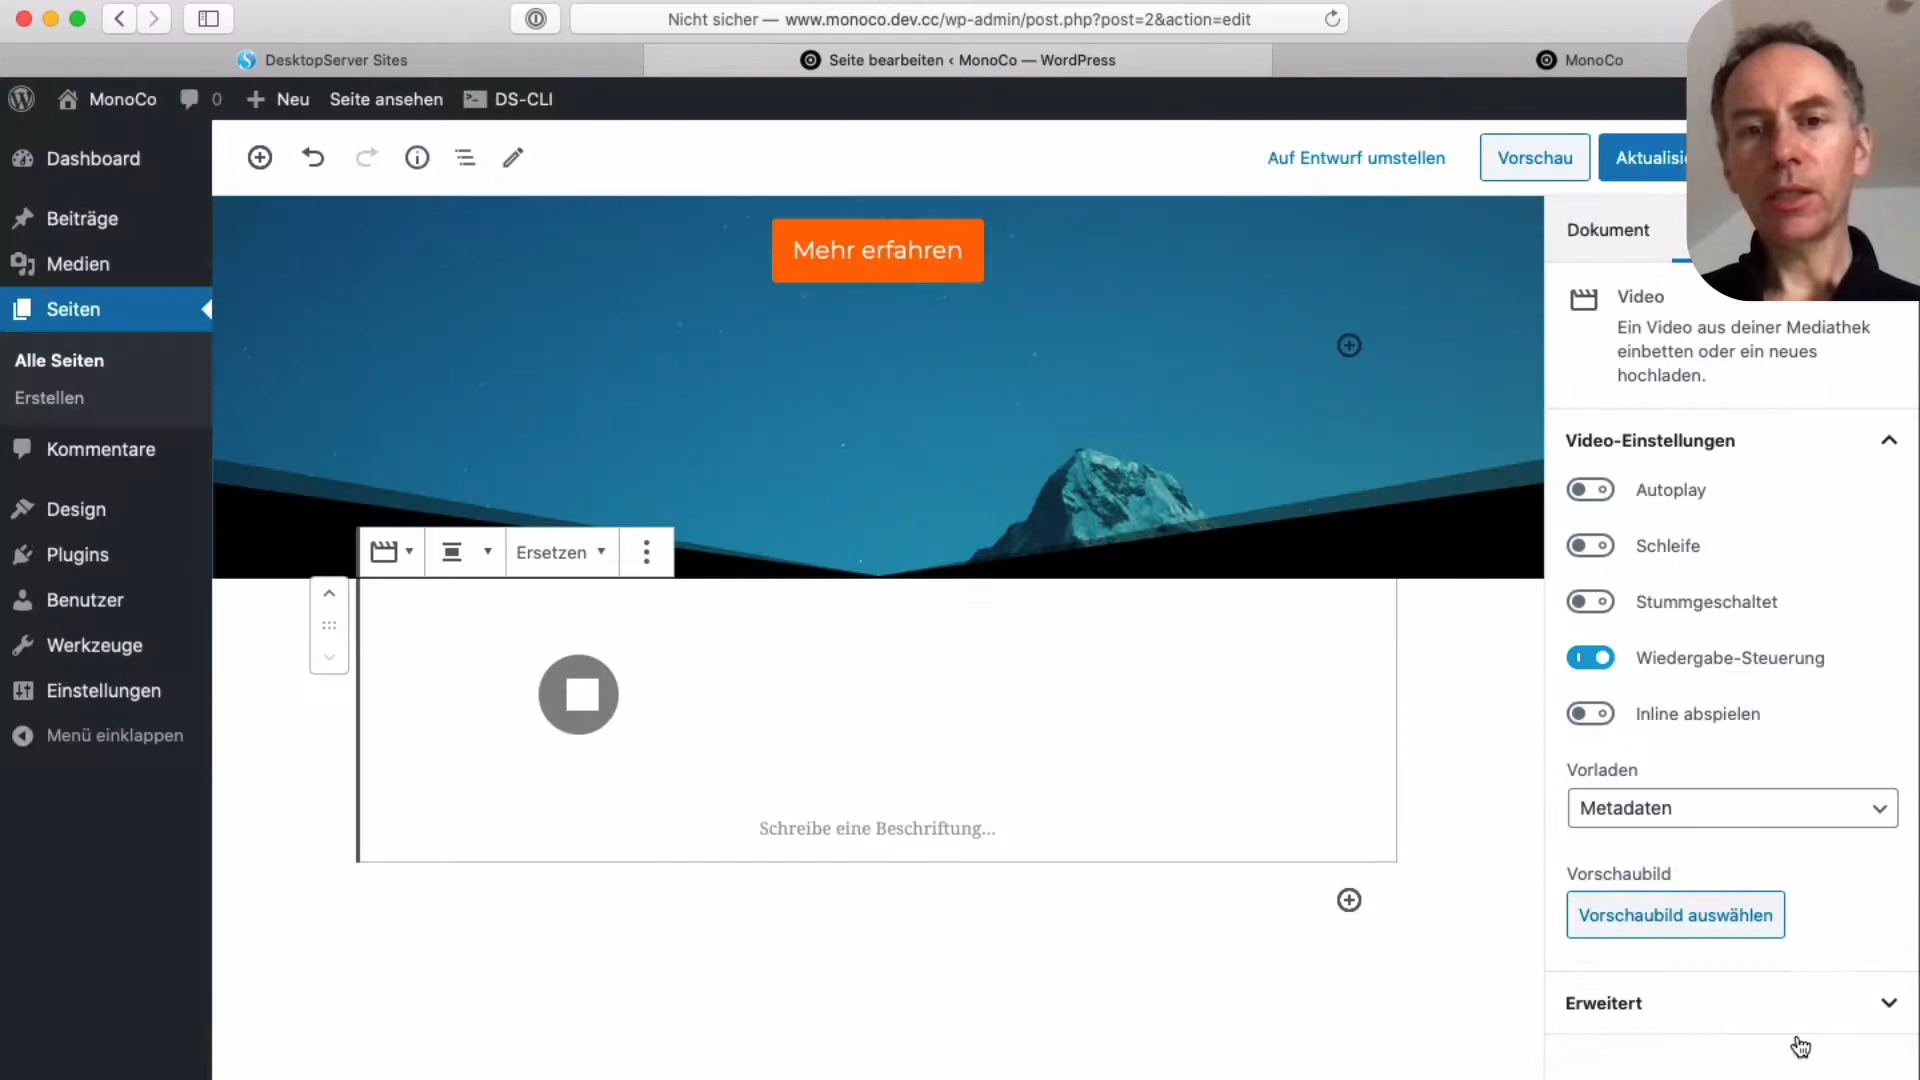 Nicht sicher — www.monoco.dev.cc/wp-admin/post.php?post=2&action=edit
DesktopServer Sites
Seite bearbeiten ‹ MonoCo — WordPress
MonoCo
MonoCo
0
Neu
Seite ansehen
DS-CLI
Dashboard
Beiträge
Medien
Seiten
Alle Seiten
Erstellen
Kommentare
Design
Plugins
Benutzer
Werkzeuge
Einstellungen
Menü einklappen
Auf Entwurf umstellen
Vorschau
Aktualisi
Mehr erfahren
Ersetzen
Schreibe eine Beschriftung...
Dokument
Video
Ein Video aus deiner Mediathek
einbetten oder ein neues
hochladen.
Video-Einstellungen
Autoplay
Schleife
Stummgeschaltet
Wiedergabe-Steuerung
Inline abspielen
Vorladen
Metadaten
Vorschaubild
Vorschaubild auswählen
Erweitert